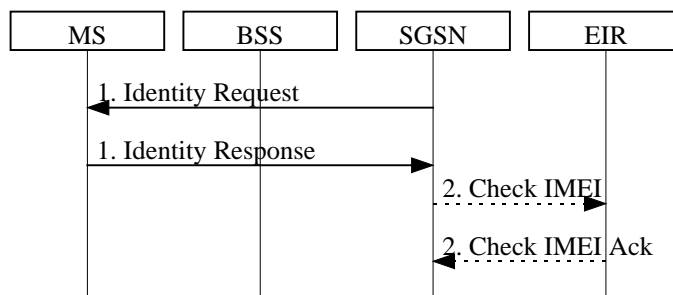 MS
BSS
SGSN
EIR
1. Identity Request
1. Identity Response
2. Check IMEI
2. Check IMEI Ack